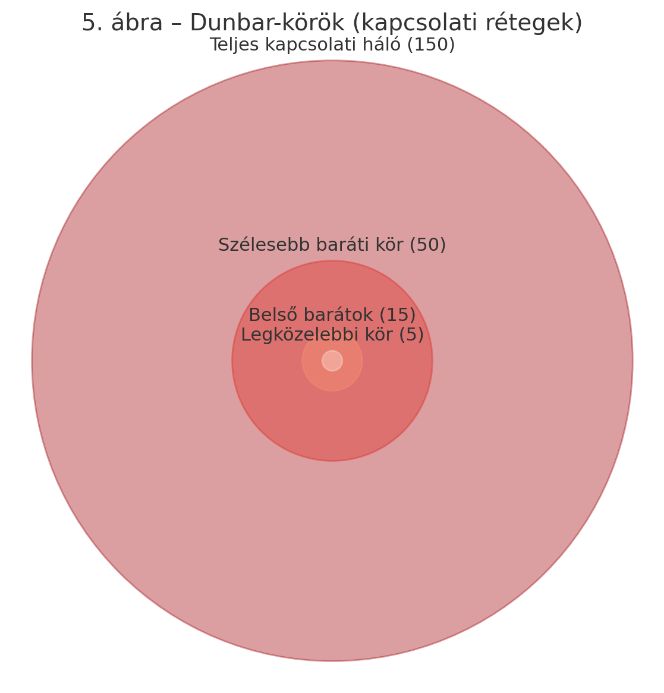 5. ábra – Dunbar-körök (kapcsolati rétegek)
Teljes kapcsolati háló (150)
Szélesebb baráti kör (50)
Belső barátok (15)
Legközelebbi kör (5)